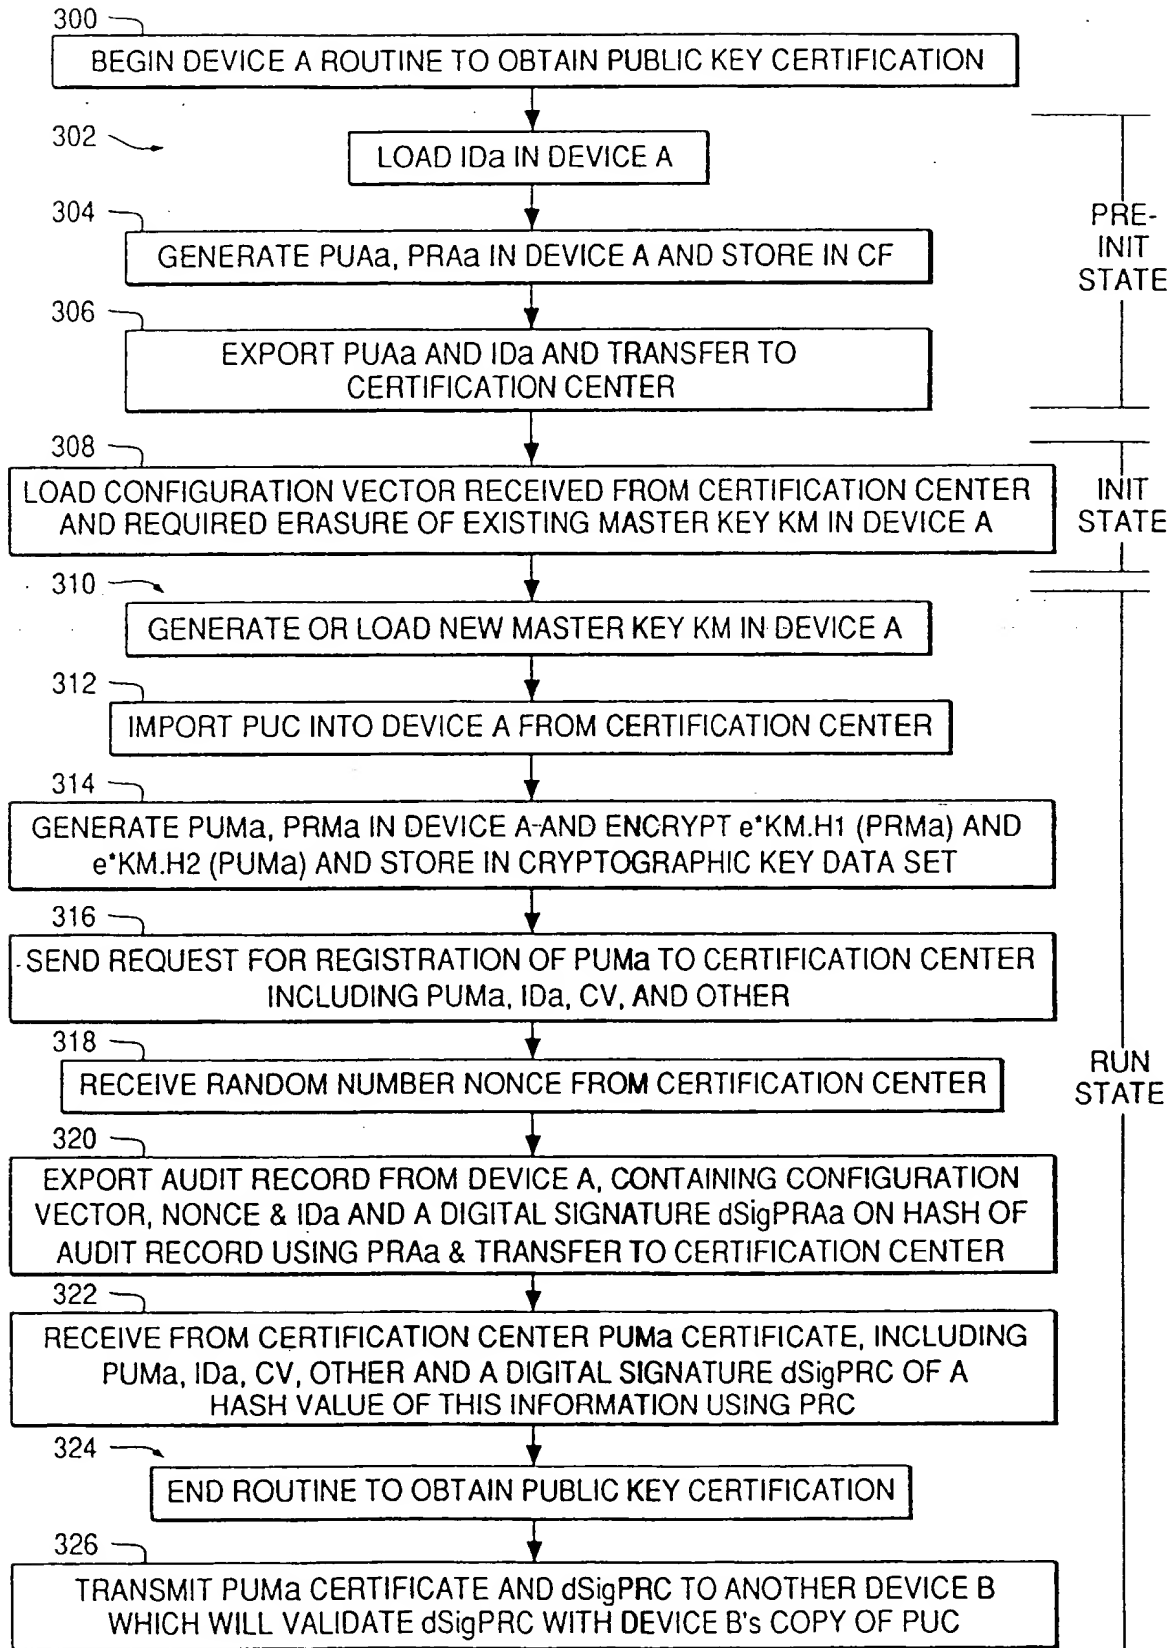 300
BEGIN DEVICE A ROUTINE TO OBTAIN PUBLIC KEY CERTIFICATION
302
LOAD IDa IN DEVICE A
304
GENERATE PUAa, PRAa IN DEVICE A AND STORE IN CF
306
EXPORT PUAa AND IDa AND TRANSFER TO
CERTIFICATION CENTER
PRE-
INIT
STATE
308
LOAD CONFIGURATION VECTOR RECEIVED FROM CERTIFICATION CENTER
AND REQUIRED ERASURE OF EXISTING MASTER KEY KM IN DEVICE A
INIT
STATE
310
GENERATE OR LOAD NEW MASTER KEY KM IN DEVICE A
312
IMPORT PUC INTO DEVICE A FROM CERTIFICATION CENTER
314
GENERATE PUMa, PRMa IN DEVICE A AND ENCRYPT e*KM.H1 (PRMa) AND
e*KM.H2 (PUMa) AND STORE IN CRYPTOGRAPHIC KEY DATA SET
316
SEND REQUEST FOR REGISTRATION OF PUMa TO CERTIFICATION CENTER
INCLUDING PUMa, IDa, CV, AND OTHER
318
RECEIVE RANDOM NUMBER NONCE FROM CERTIFICATION CENTER
RUN
STATE
320
EXPORT AUDIT RECORD FROM DEVICE A, CONTAINING CONFIGURATION
VECTOR, NONCE & IDa AND A DIGITAL SIGNATURE dSigPRAa ON HASH OF
AUDIT RECORD USING PRAa & TRANSFER TO CERTIFICATION CENTER
322
RECEIVE FROM CERTIFICATION CENTER PUMa CERTIFICATE, INCLUDING
PUMa, IDa, CV, OTHER AND A DIGITAL SIGNATURE dSigPRC OF A
HASH VALUE OF THIS INFORMATION USING PRC
324
END ROUTINE TO OBTAIN PUBLIC KEY CERTIFICATION
326
TRANSMIT PUMa CERTIFICATE AND dSigPRC TO ANOTHER DEVICE B
WHICH WILL VALIDATE dSigPRC WITH DEVICE B's COPY OF PUC